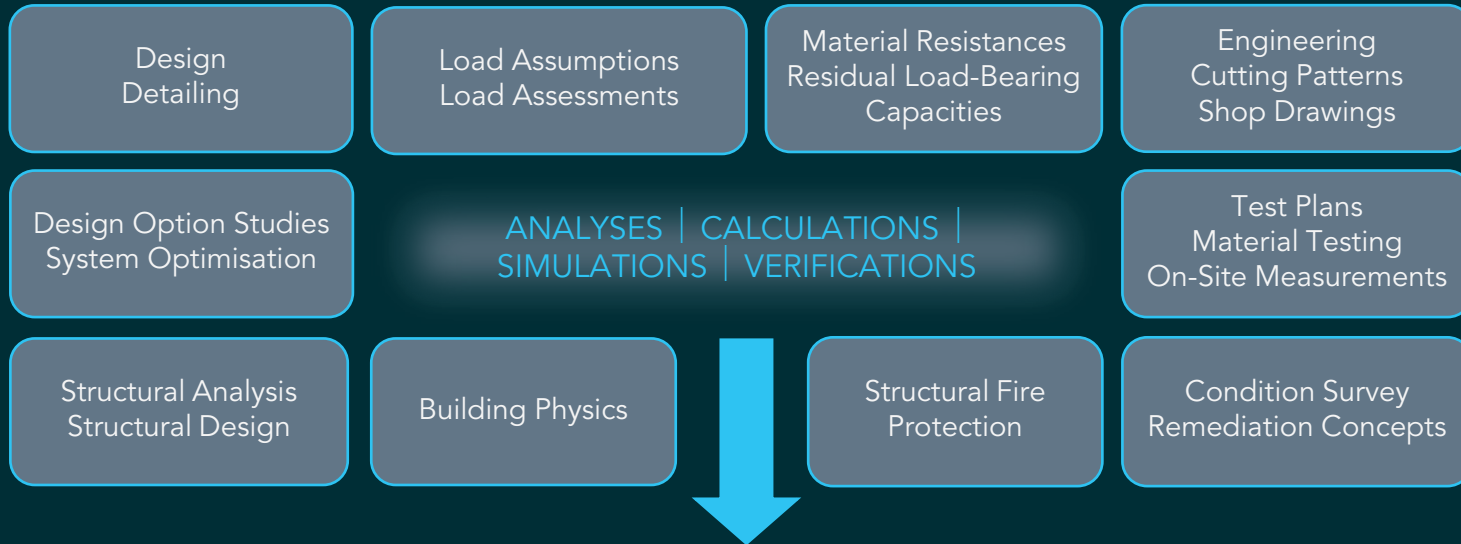 Design
Detailing
Load Assumptions
Load Assessments
Material Resistances
Residual Load-Bearing
Capacities
Engineering
Cutting Patterns
Shop Drawings
Design Option Studies
System Optimisation
ANALYSES | CALCULATIONS |
SIMULATIONS | VERIFICATIONS
Test Plans
Material Testing
On-Site Measurements
Structural Analysis
Structural Design
Building Physics
Structural Fire
Protection
Condition Survey
Remediation Concepts